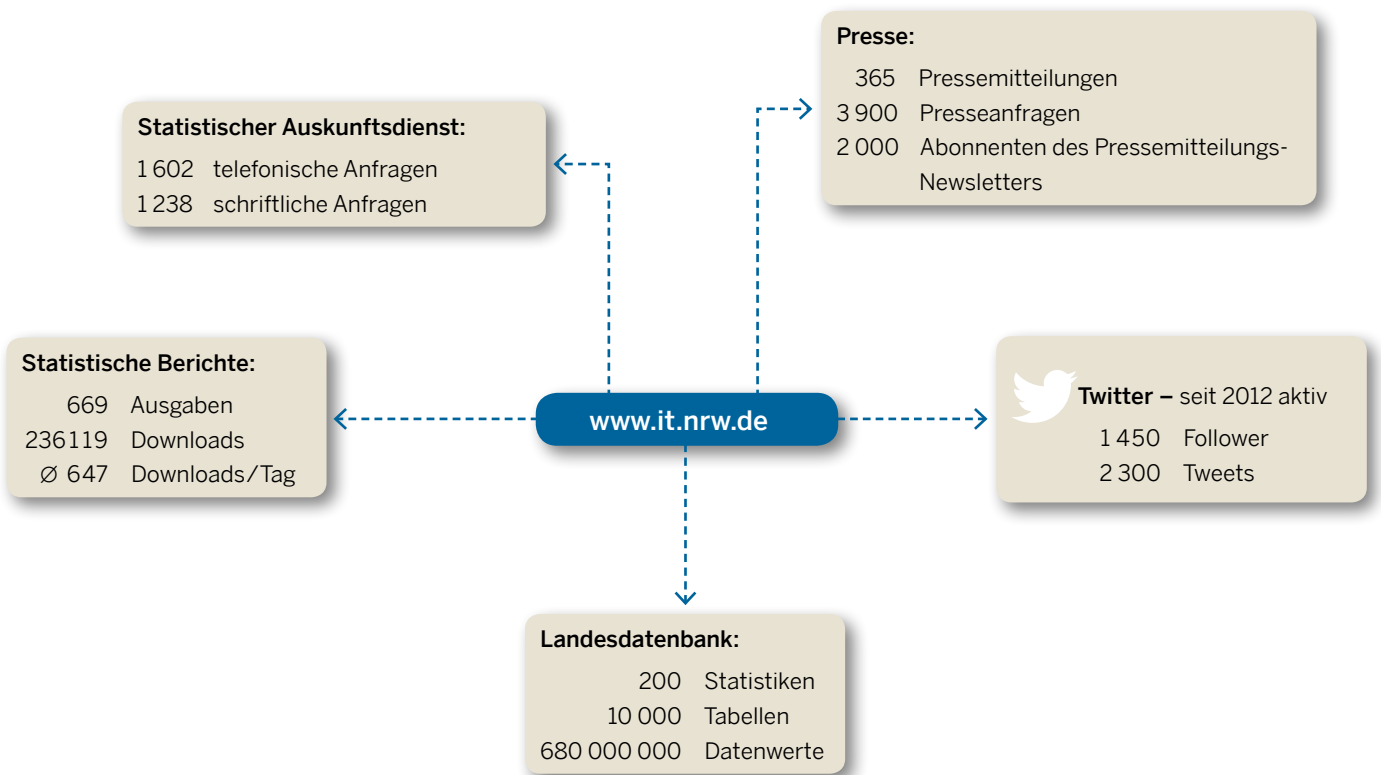 Presse:
365 Pressemitteilungen
3 900 Presseanfragen
2 000 Abonnenten des Pressemitteilungs-
Newsletters
Statistischer Auskunftsdienst:
1 602 telefonische Anfragen
1 238 schriftliche Anfragen
Statistische Berichte:
669 Ausgaben
236 119 Downloads
Ø 647 Downloads/Tag
www.it.nrw.de
Twitter – seit 2012 aktiv
1 450 Follower
2 300 Tweets
Landesdatenbank:
200 Statistiken
10 000 Tabellen
680 000 000 Datenwerte